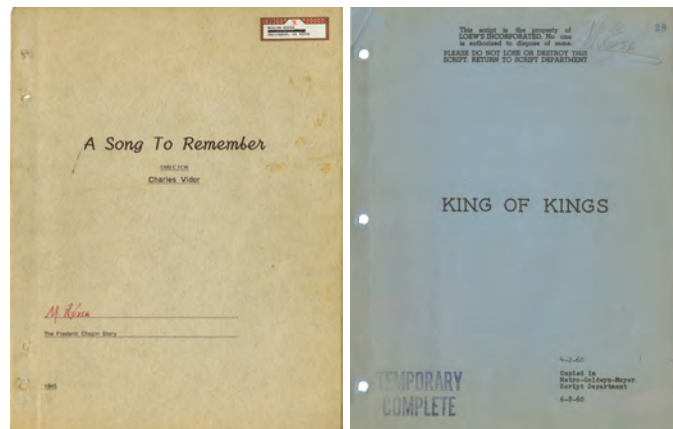 A Song To Remember
DIRECTOR
Charles Vidor
M. Rózsa
The Frederic Chopin Story
1945
This script is the property of
LOEW'S INCORPORATED. No one
is authorized to dispose of same.
PLEASE DO NOT LOSE OR DESTROY THIS
SCRIPT. RETURN TO SCRIPT DEPARTMENT
M. Rózsa
KING OF KINGS
4-2-60
Copied in
Metro-Goldwyn-Mayer
Script Department
6-8-60
TEMPORARY
COMPLETE